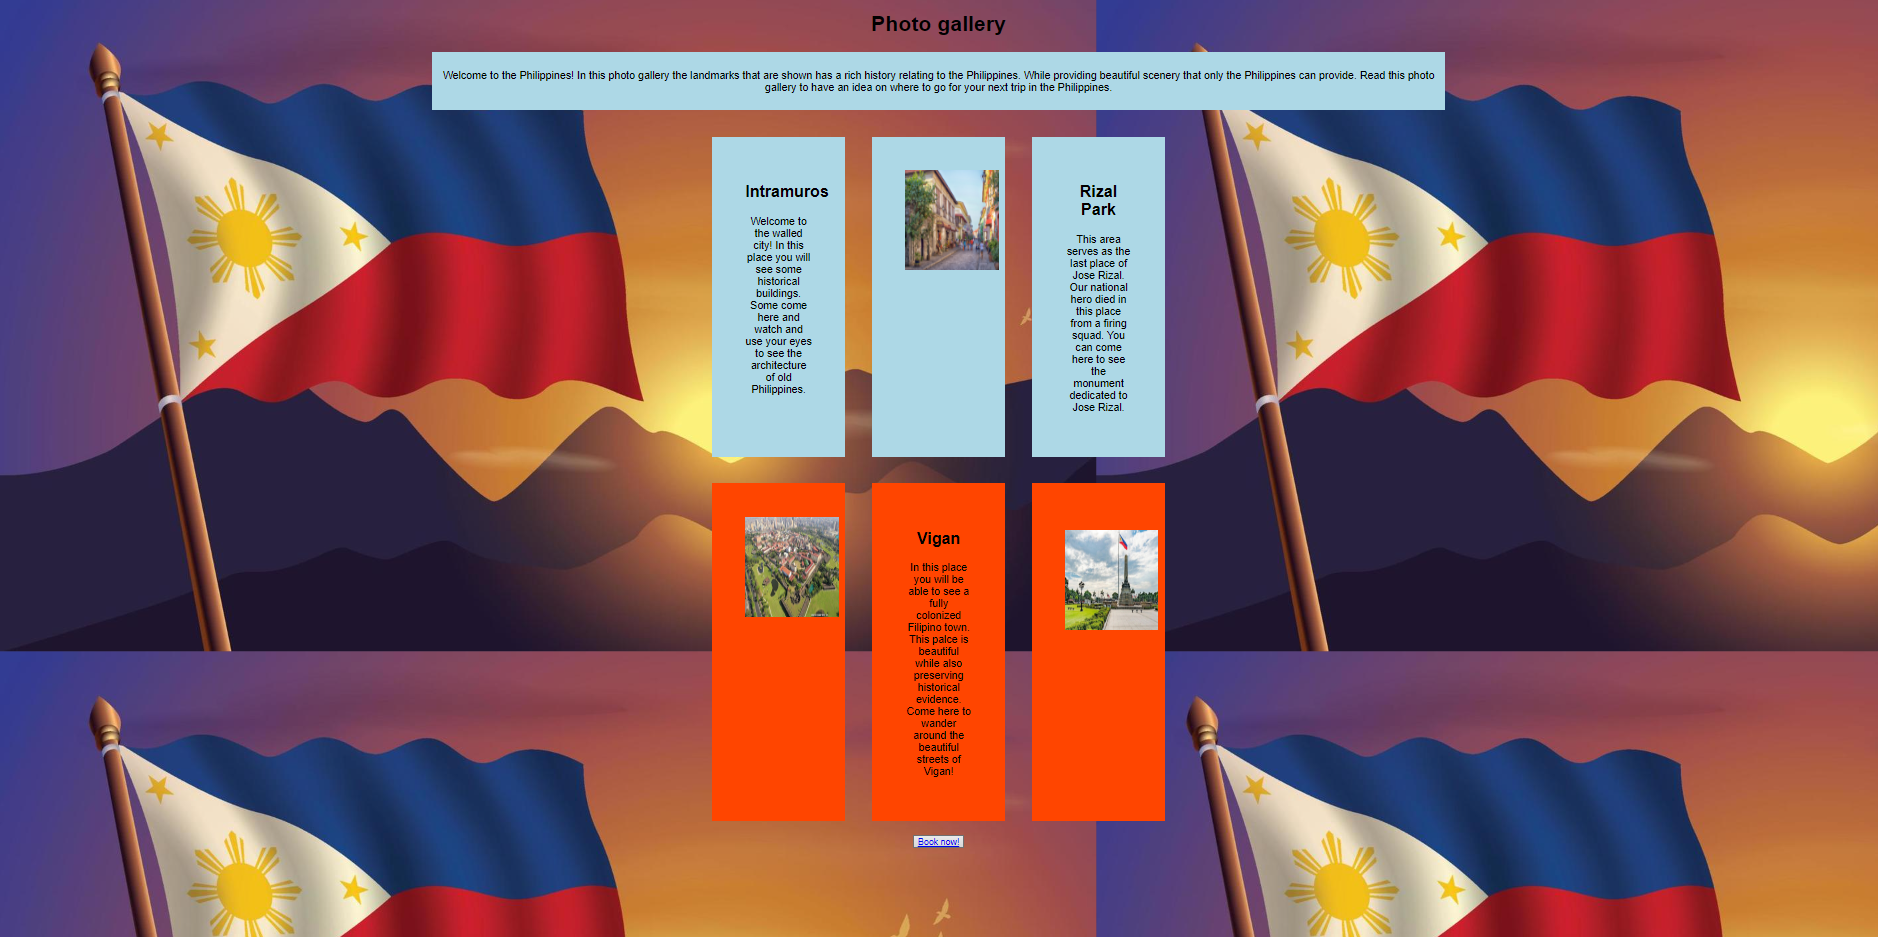 Photo gallery
Welcome to the Philippines! In this photo gallery the landmarks that are shown has a rich history relating to the Philippines. While providing beautiful scenery that only the Philippines can provide. Read this photo
gallery to have an idea on where to go for your next trip in the Philippines.
Intramuros
Welcome to
the walled
city! In this
place you will
see some
historical
buildings.
Some come
here and
watch and
use your eyes
to see the
architecture
of old
Philippines.
Rizal
Park
This area
serves as the
last place of
Jose Rizal.
Our national
hero died in
this place
from a firing
squad. You
can come
here to see
the
monument
dedicated to
Jose Rizal.
Vigan
In this place
you will be
able to see a
fully
colonized
Filipino town.
This palce is
beautiful
while also
preserving
historical
evidence.
Come here to
wander
around the
beautiful
streets of
Vigan!
Book now!